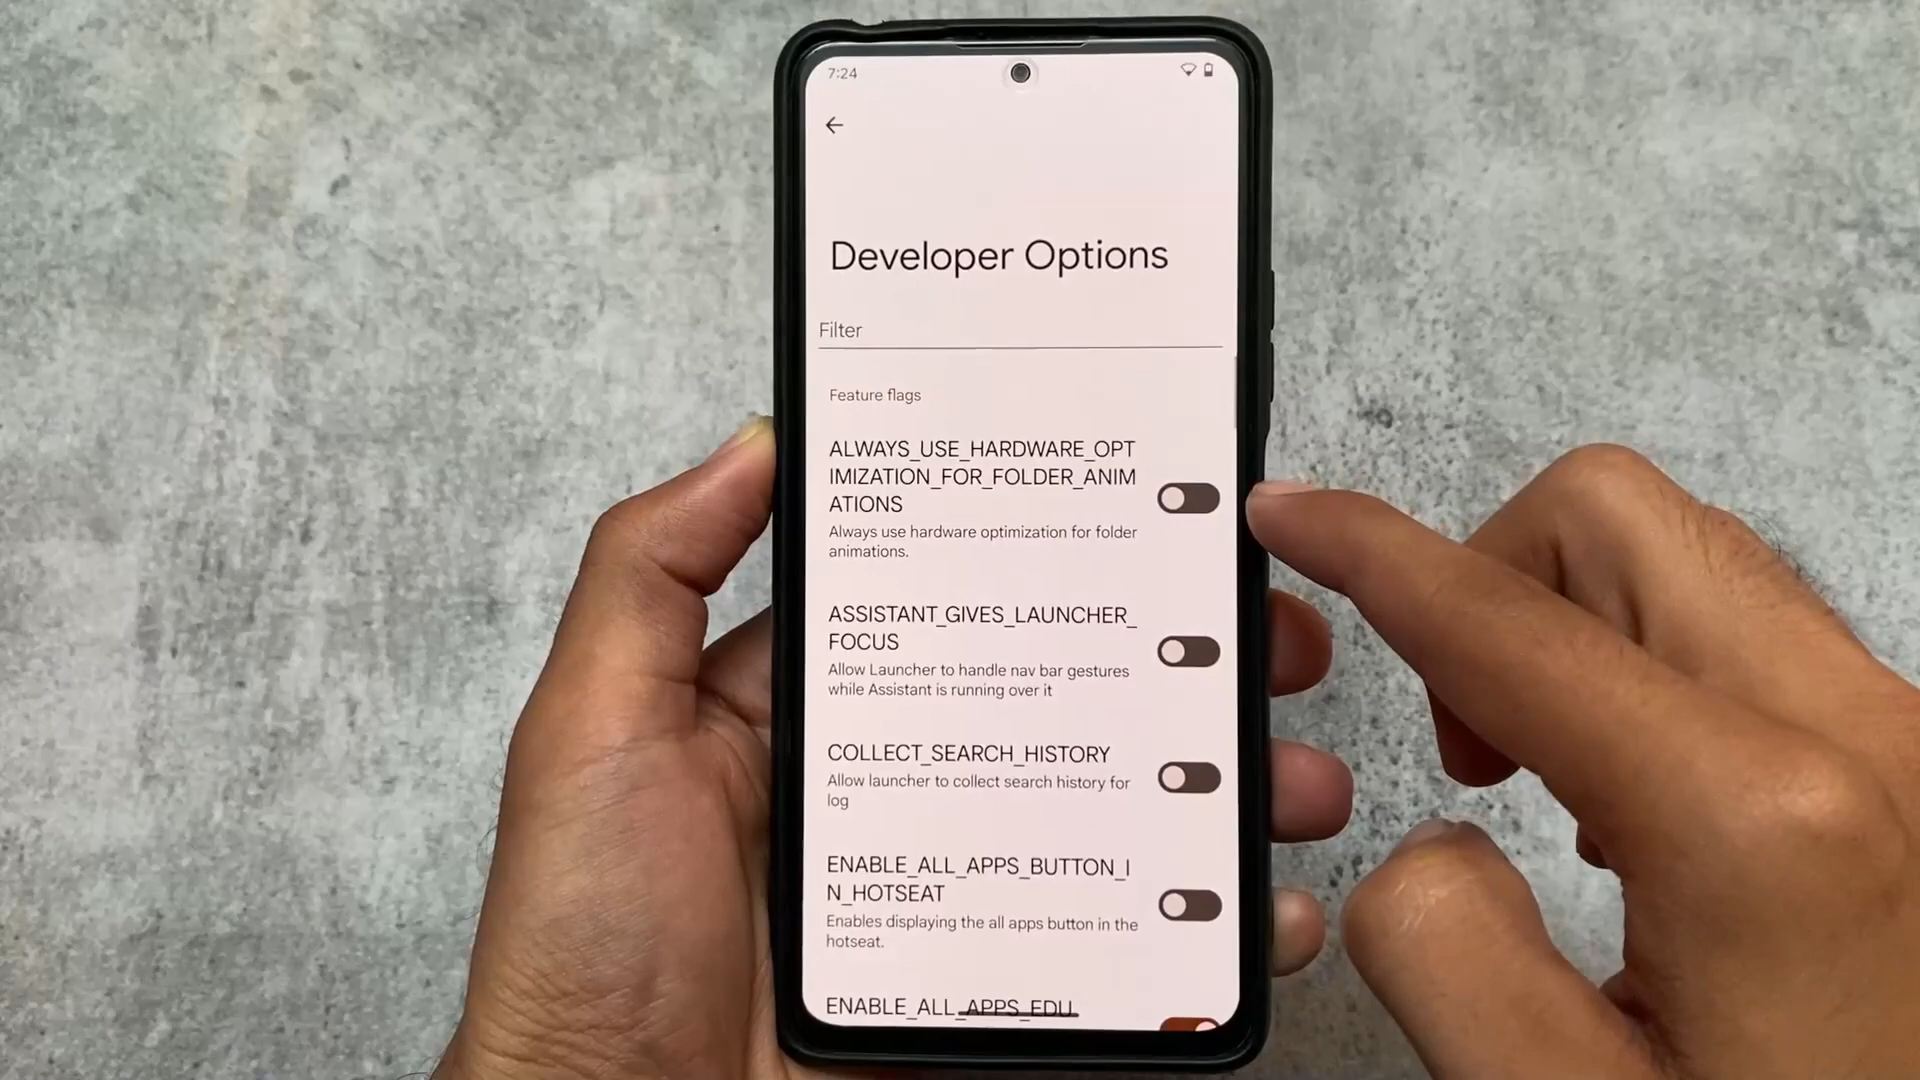 7:24
Developer Options
Filter
Feature flags
ALWAYS_USE_HARDWARE_OPT
IMIZATION_FOR_FOLDER_ANIM
ATIONS
Always use hardware optimization for folder
animations.
ASSISTANT_GIVES_LAUNCHER_
FOCUS
Allow Launcher to handle nav bar gestures
while Assistant is running over it
COLLECT_SEARCH_HISTORY
Allow launcher to collect search history for
log
ENABLE_ALL_APPS_BUTTON_I
N_HOTSEAT
Enables displaying the all apps button in the
hotseat.
ENABLE_ALL_APPS_EDU